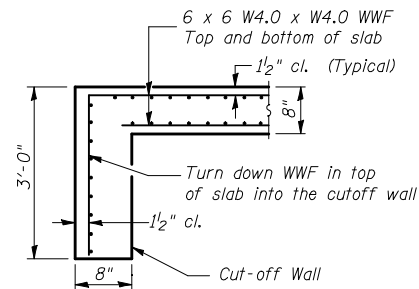 6 x 6 W4.0 x W4.0 WWF
Top and bottom of slab
1½" cl. (Typical)
8"
3'-0"
Turn down WWF in top
of slab into the cutoff wall
1½" cl.
8"
Cut-off Wall